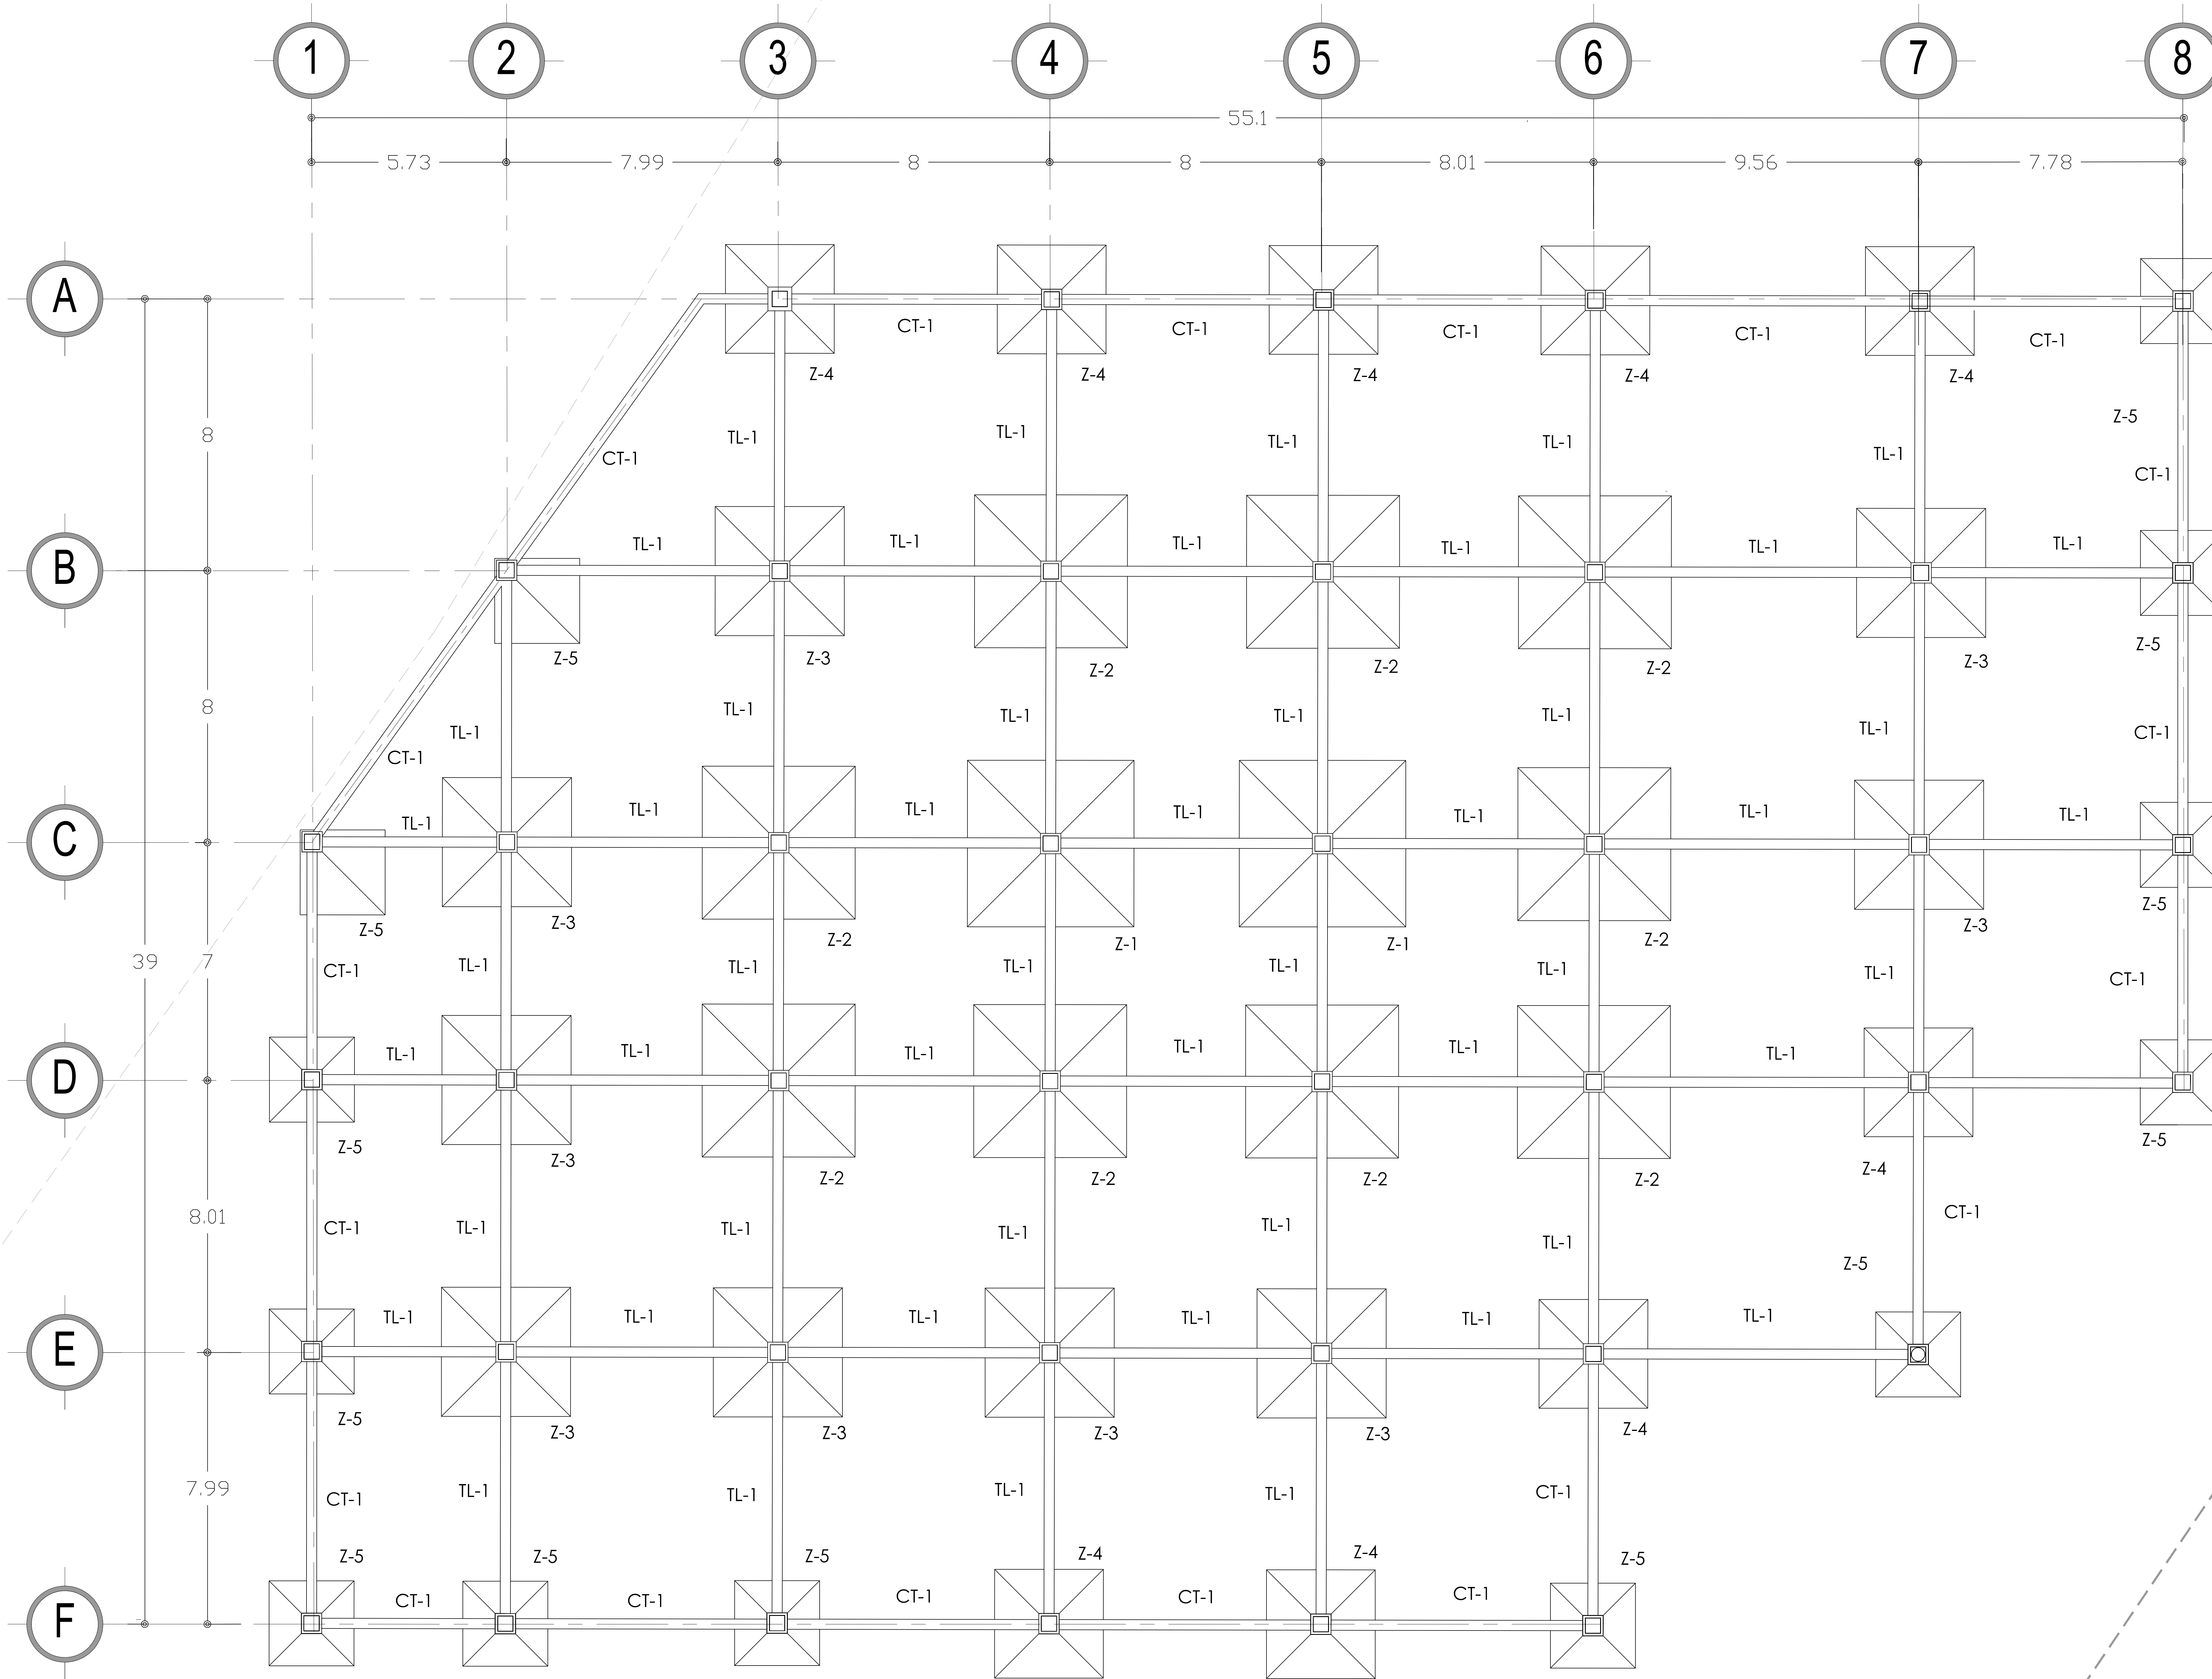 1 2 3 4 5 6 7 8
55.1
5.73 7.99 8 8 8.01 9.56 7.78
A
CT-1 CT-1 CT-1 CT-1 CT-1
Z-4 Z-4 Z-4 Z-4 Z-4
Z-5
8
TL-1 TL-1 TL-1 TL-1 TL-1
CT-1 CT-1
B
TL-1 TL-1 TL-1 TL-1 TL-1 TL-1
Z-5 Z-3 Z-2 Z-2 Z-2 Z-3 Z-5
8
TL-1 TL-1 TL-1 TL-1 TL-1 TL-1 CT-1
CT-1
C
TL-1 TL-1 TL-1 TL-1 TL-1 TL-1 TL-1
Z-5 Z-3 Z-2 Z-1 Z-1 Z-2 Z-3 Z-5
39 7
CT-1 TL-1 TL-1 TL-1 TL-1 TL-1 TL-1 CT-1
D
TL-1 TL-1 TL-1 TL-1 TL-1 TL-1
Z-5 Z-3 Z-2 Z-2 Z-2 Z-2 Z-4 Z-5
8.01
CT-1 TL-1 TL-1 TL-1 TL-1 TL-1 CT-1
Z-5
E
TL-1 TL-1 TL-1 TL-1 TL-1 TL-1
Z-5 Z-3 Z-3 Z-3 Z-3 Z-4
7.99
CT-1 TL-1 TL-1 TL-1 TL-1 CT-1
Z-5 Z-5 Z-5 Z-4 Z-4 Z-5
F
CT-1 CT-1 CT-1 CT-1 CT-1